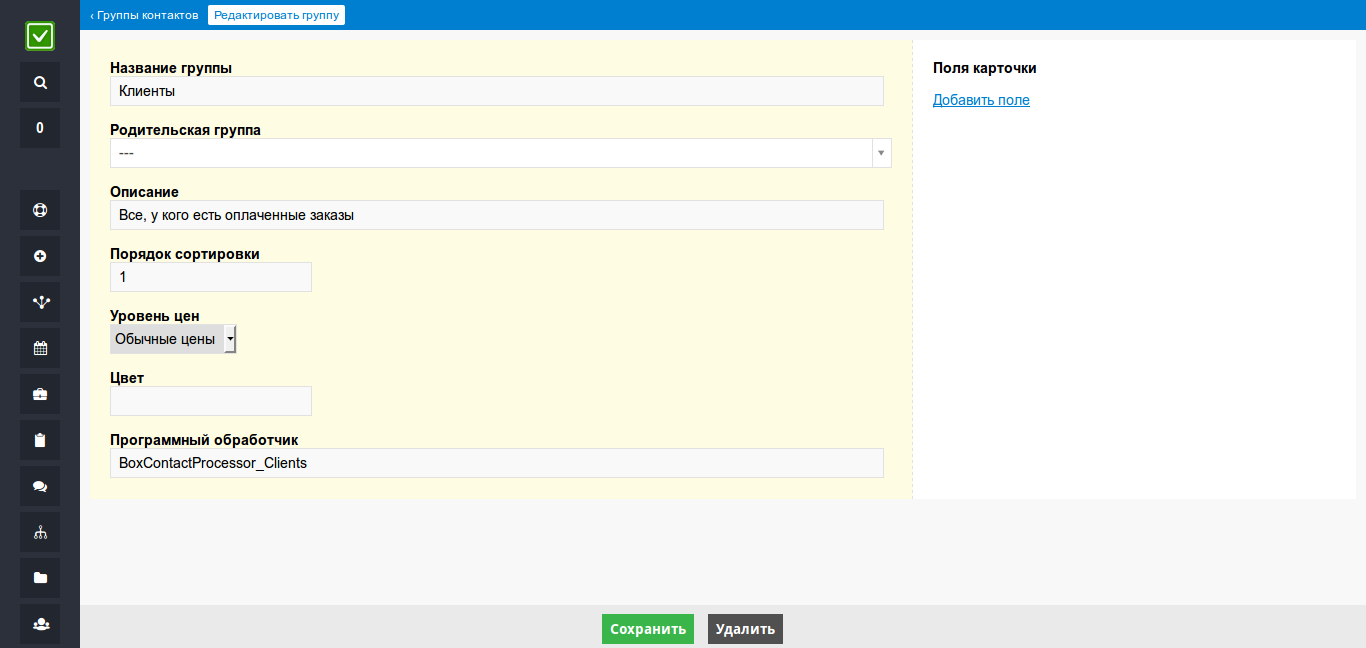 ‹ Группы контактов Редактировать группу
0
Название группы
Клиенты
Родительская группа
---
Описание
Все, у кого есть оплаченные заказы
Порядок сортировки
1
Уровень цен
Обычные цены
Цвет
Программный обработчик
BoxContactProcessor_Clients
Поля карточки
Добавить поле
Сохранить Удалить